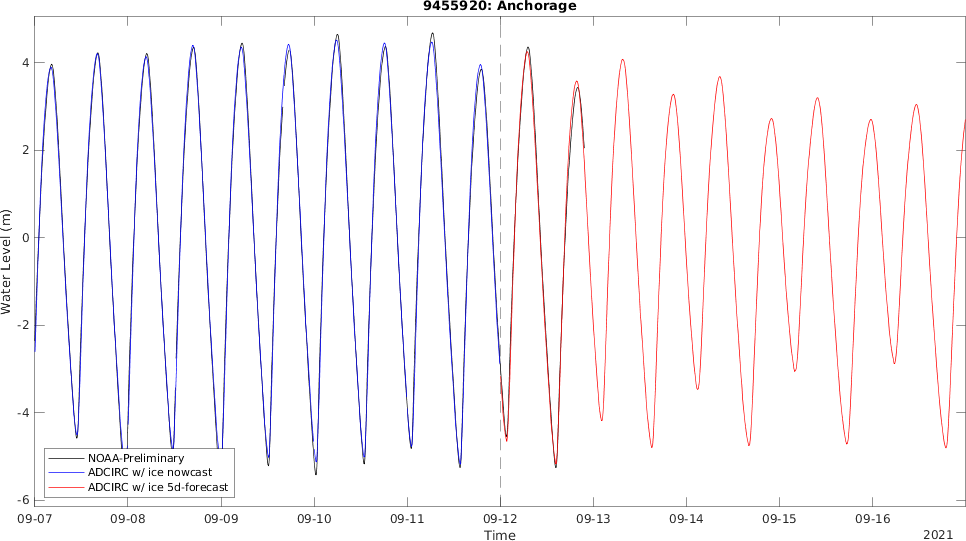 9455920: Anchorage
Water Level (m)
4
2
0
-2
-4
-6
NOAA-Preliminary
ADCIRC w/ ice nowcast
ADCIRC w/ ice 5d-forecast
09-07 09-08 09-09 09-10 09-11 09-12 09-13 09-14 09-15 09-16
Time
2021